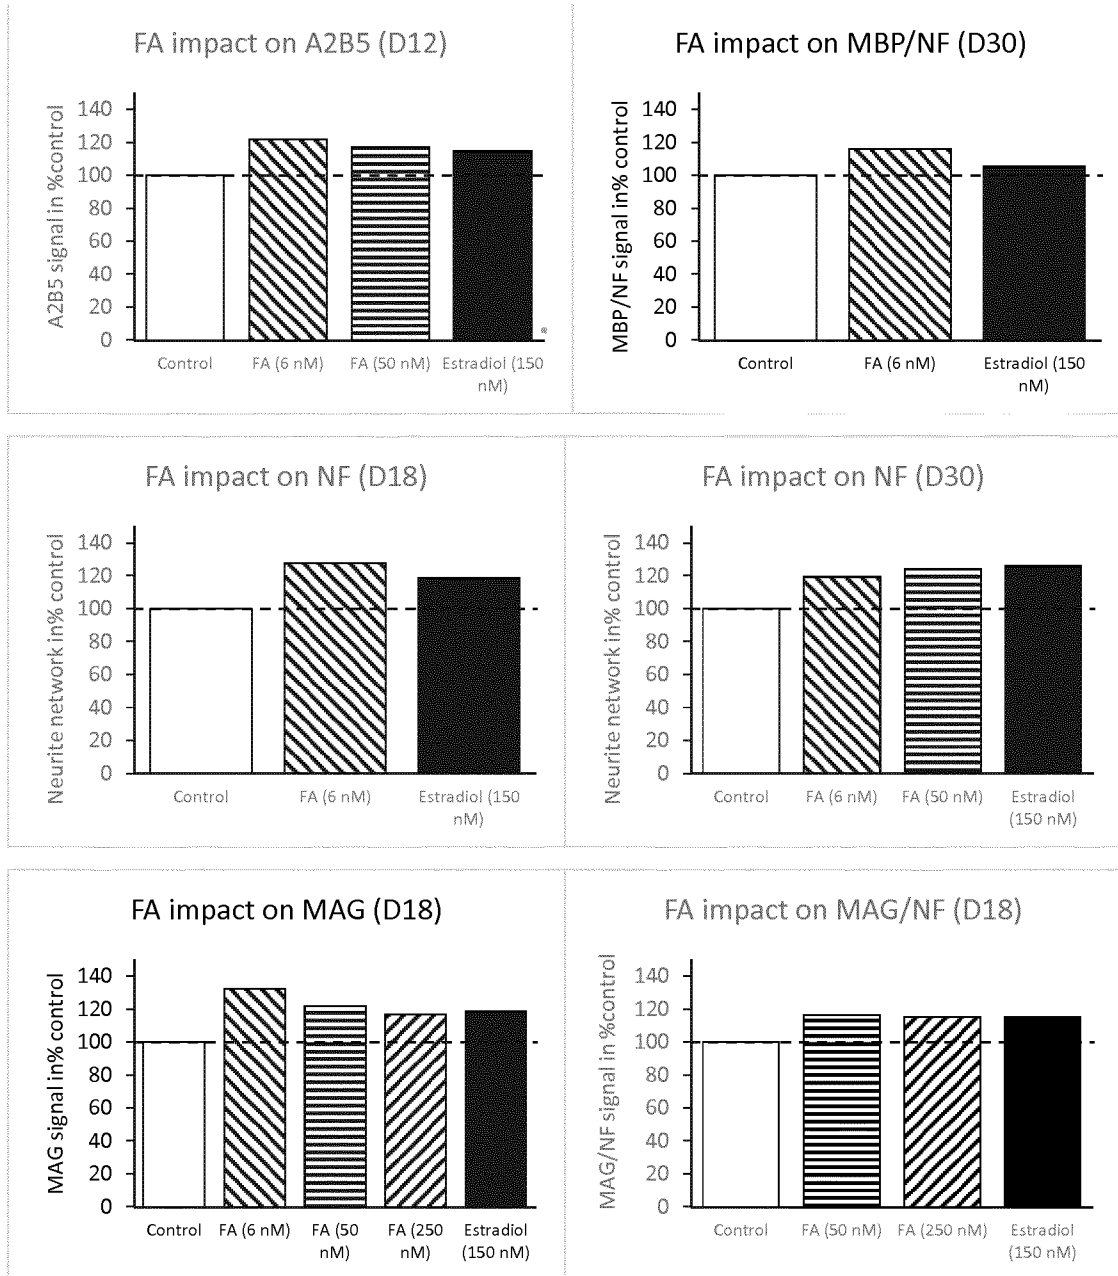 FA impact on A2B5 (D12)
A2B5 signal in %control
140
120
100
80
60
40
20
0
Control
FA (6 nM)
FA (50 nM)
Estradiol (150
nM)
FA impact on MBP/NF (D30)
MBP/NF signal in% control
140
120
100
80
60
40
20
0
Control
FA (6 nM)
Estradiol (150
nM)
FA impact on NF (D18)
Neurite network in% control
140
120
100
80
60
40
20
0
Control
FA (6 nM)
Estradiol (150
nM)
FA impact on NF (D30)
Neurite network in% control
140
120
100
80
60
40
20
0
Control
FA (6 nM)
FA (50 nM)
Estradiol
(150 nM)
FA impact on MAG (D18)
MAG signal in% control
140
120
100
80
60
40
20
0
Control
FA (6 nM)
FA (50
nM)
FA (250
nM)
Estradiol
(150 nM)
FA impact on MAG/NF (D18)
MAG/NF signal in %control
140
120
100
80
60
40
20
0
Control
FA (50 nM)
FA (250 nM)
Estradiol
(150 nM)